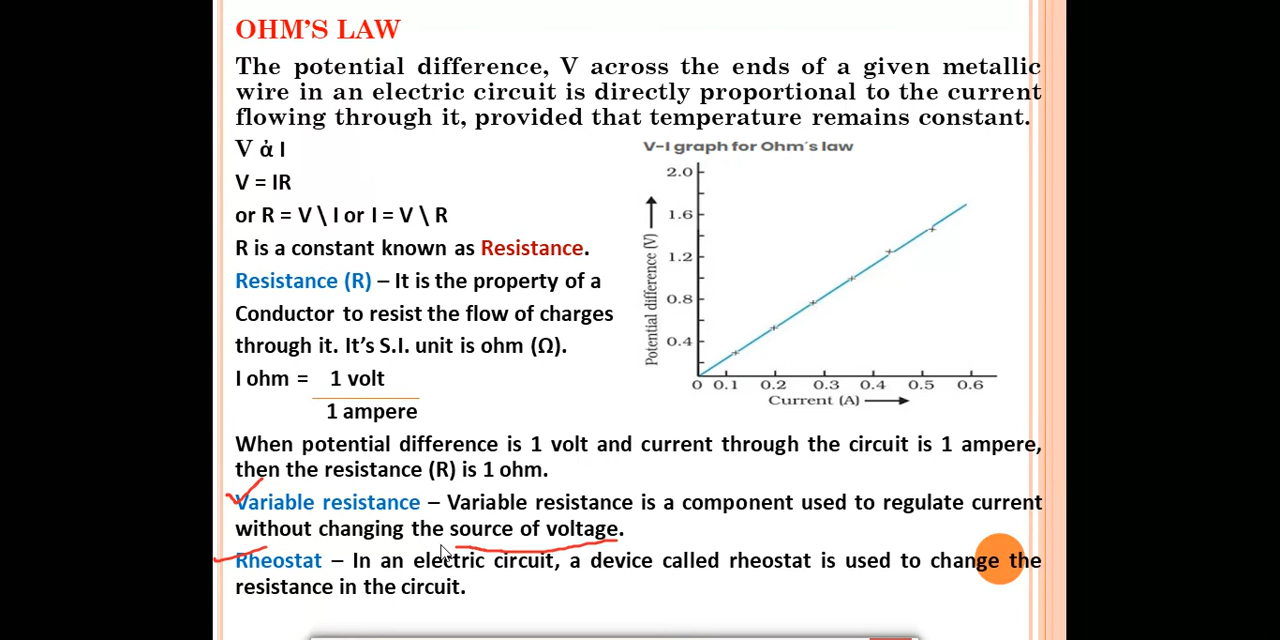 OHM'S LAW
The potential difference, V across the ends of a given metallic
wire in an electric circuit is directly proportional to the current
flowing through it, provided that temperature remains constant.
V ά I
V = IR
or R = V \ I or I = V \ R
R is a constant known as Resistance.
Resistance (R) – It is the property of a
Conductor to resist the flow of charges
through it. It's S.I. unit is ohm (Ω).
I ohm = 1 volt
1 ampere
V–I graph for Ohm's law
Potential difference (V)
2.0
1.6
1.2
0.8
0.4
0 0.1 0.2 0.3 0.4 0.5 0.6
Current (A)
When potential difference is 1 volt and current through the circuit is 1 ampere,
then the resistance (R) is 1 ohm.
Variable resistance – Variable resistance is a component used to regulate current
without changing the source of voltage.
Rheostat – In an electric circuit, a device called rheostat is used to change the
resistance in the circuit.